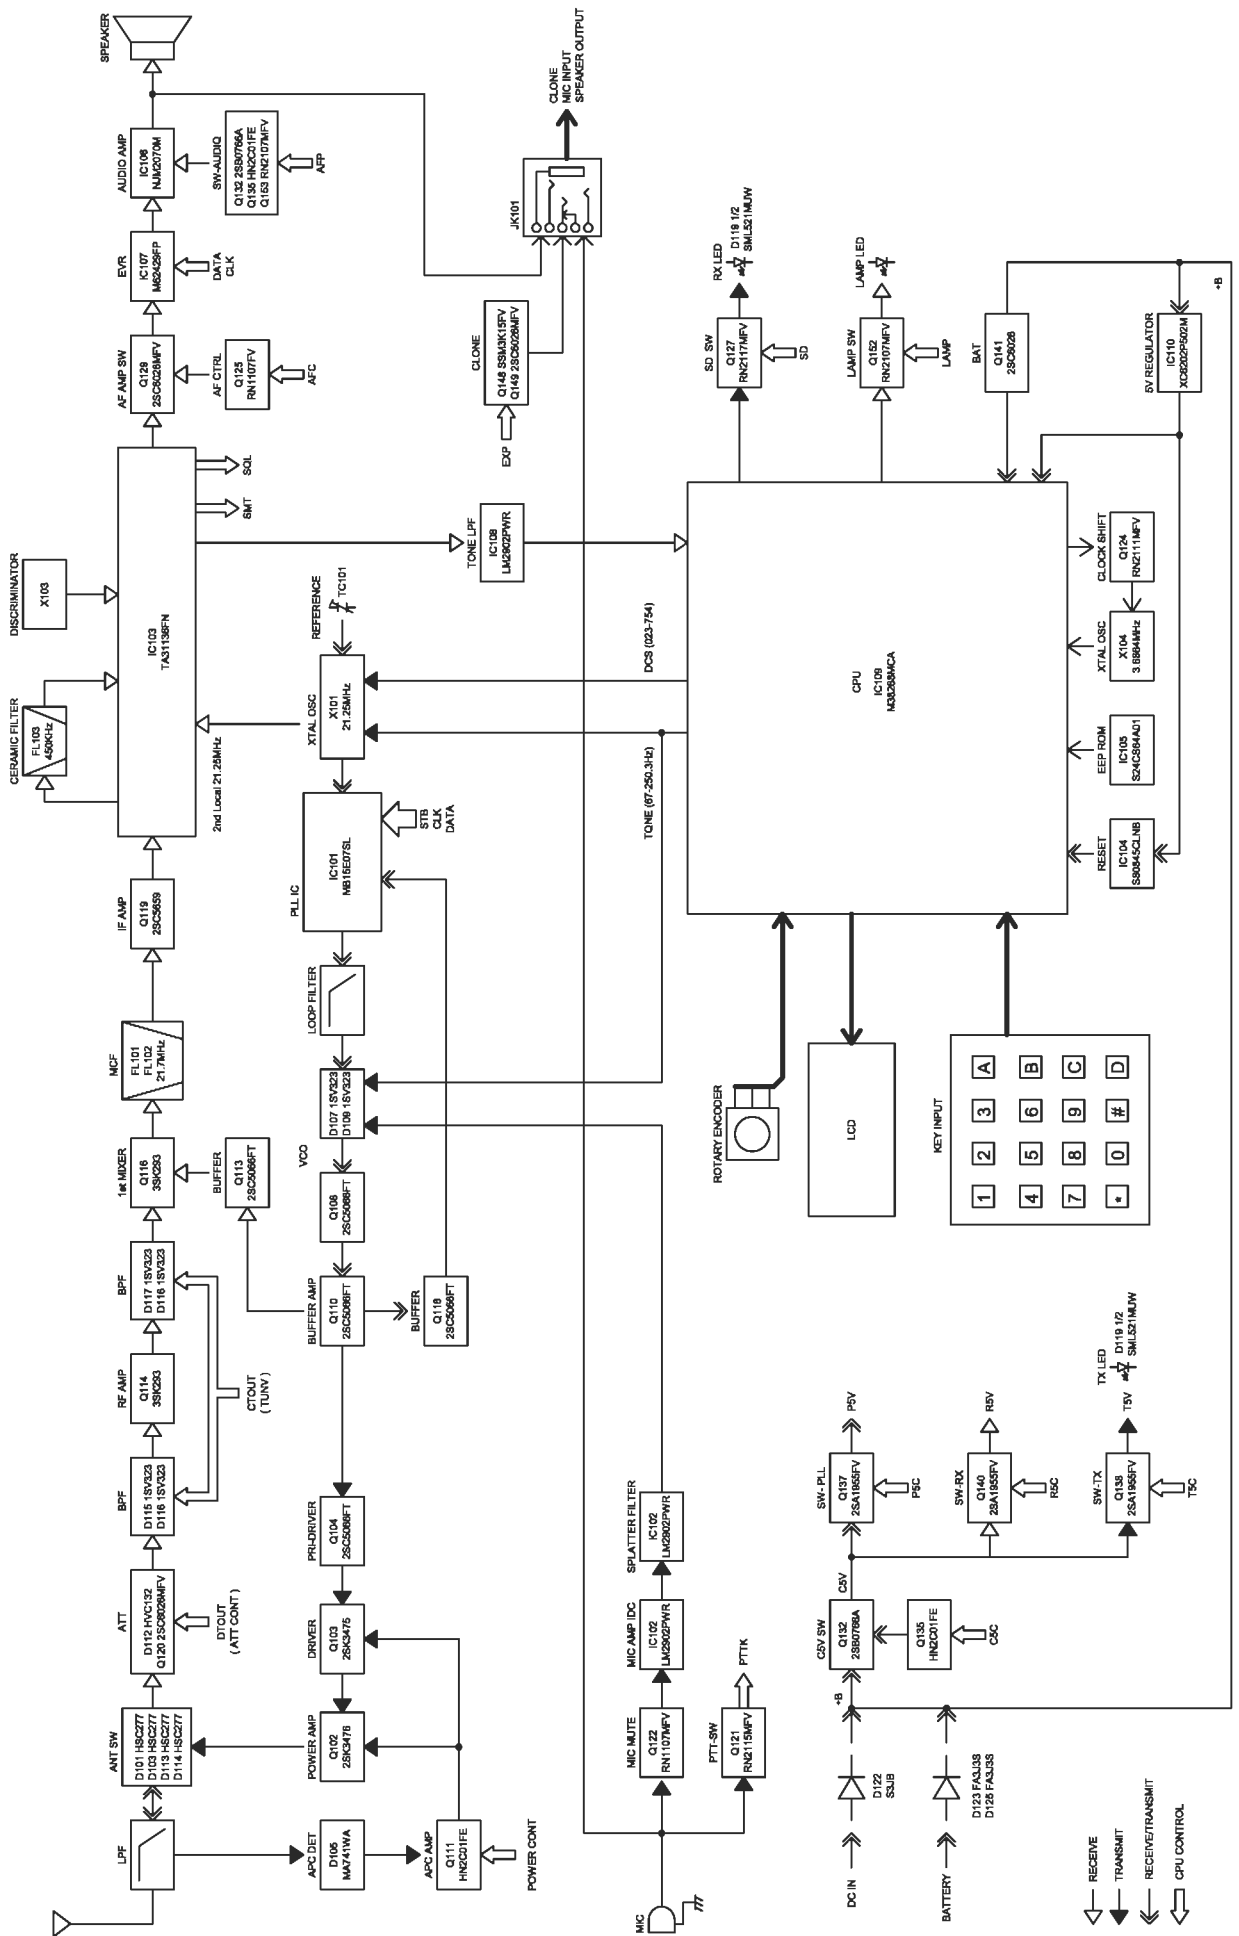 SPEAKER
AUDIO AMP
IC106
NJM2070M
SW-AUDIO
Q132 2SB0766A
Q135 HN2C01FE
Q153 RN2107MFV
AFP
EVR
IC107
M62429FP
DATA
CLK
AF AMP SW
Q129
2SC6026MFV
AF CTRL
Q125
RN1107FV
AFC
DISCRIMINATOR
X103
CERAMIC FILTER
FL103
450KHz
IC103
TA31136FN
SQL
SMT
2nd Local 21.25MHz
IF AMP
Q119
2SC5659
MCF
FL101
FL102
21.7MHz
1st MIXER
Q116
3SK293
BUFFER
Q113
2SC5066FT
BPF
D117 1SV323
D116 1SV323
RF AMP
Q114
3SK293
CTOUT
( TUNV )
BPF
D115 1SV323
D116 1SV323
ATT
D112 HVC132
Q120 2SC6026MFV
DTOUT
( ATT CONT )
ANT SW
D101 HSC277
D103 HSC277
D113 HSC277
D114 HSC277
LPF
CLONE
MIC INPUT
SPEAKER OUTPUT
JK101
CLONE
Q148 SSM3K15FV
Q149 2SC6026MFV
EXP
TONE LPF
IC108
LM2902PWR
REFERENCE
TC101
XTAL OSC
X101
21.25MHz
PLL IC
IC101
MB15E07SL
STB
CLK
DATA
LOOP FILTER
VCO
D107 1SV323
D109 1SV323
Q106
2SC5066FT
BUFFER AMP
Q110
2SC5066FT
BUFFER
Q118
2SC5066FT
PRI-DRIVER
Q104
2SC5066FT
DRIVER
Q103
2SK3475
POWER AMP
Q102
2SK3476
APC DET
D105
MA741WA
APC AMP
Q111
HN2C01FE
POWER CONT
DCS (023-754)
TONE (67-250.3Hz)
SPLATTER FILTER
IC102
LM2902PWR
MIC AMP IDC
IC102
LM2902PWR
MIC MUTE
Q122
RN1107MFV
PTT-SW
Q121
RN2115MFV
PTTK
MIC
RX LED
D119 1/2
SML521MUW
SD SW
Q127
RN2117MFV
SD
LAMP LED
LAMP SW
Q152
RN2107MFV
LAMP
BAT
Q141
2SC6026
5V REGULATOR
IC110
XC6202P502M
+B
CPU
IC109
M38268MCA
CLOCK SHIFT
Q124
RN2111MFV
XTAL OSC
X104
3.6864MHz
EEP ROM
IC105
S24CS64A01
RESET
IC104
S80845CLNB
ROTARY ENCODER
LCD
KEY INPUT
1 2 3 A
4 5 6 B
7 8 9 C
* 0 # D
P5V
SW- PLL
Q137
2SA1955FV
P5C
R5V
SW-RX
Q140
2SA1955FV
R5C
TX LED
D119 1/2
SML521MUW
T5V
SW-TX
Q138
2SA1955FV
T5C
C5V
C5V SW
Q132
2SB0766A
Q135
HN2C01FE
C5C
+B
D122
S3JB
D123 FA3J3S
D125 FA3J3S
DC IN
BATTERY
RECEIVE
TRANSMIT
RECEIVE/TRANSMIT
CPU CONTROL